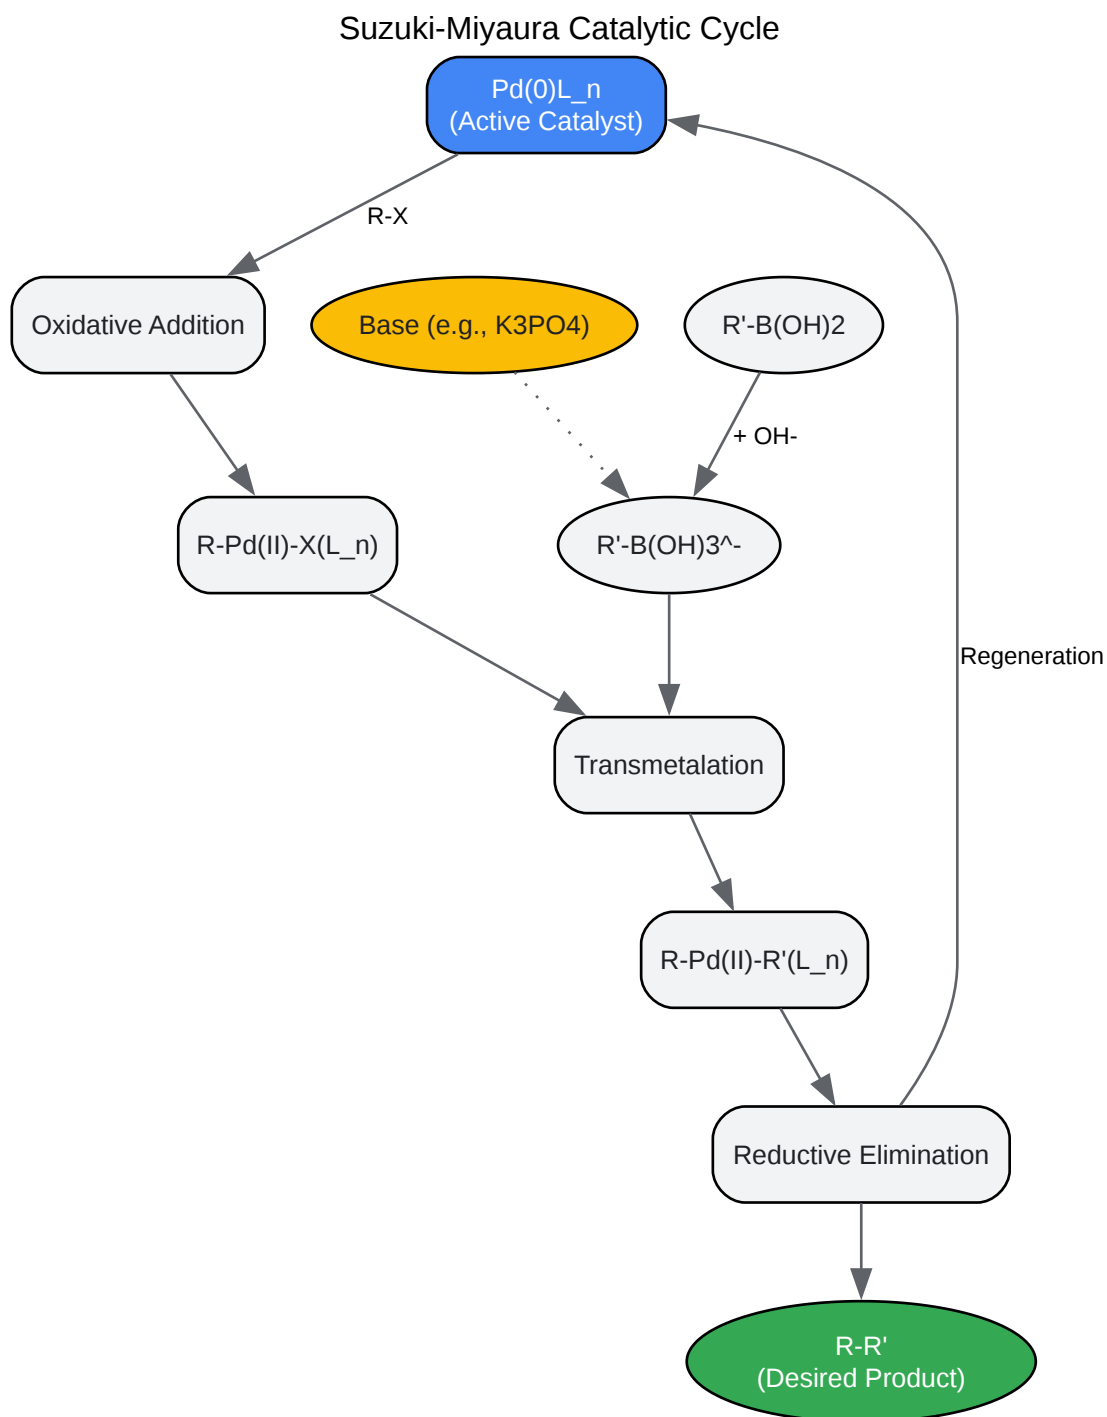 Suzuki-Miyaura Catalytic Cycle
Pd(0)L_n
(Active Catalyst)
R-X
Oxidative Addition
Base (e.g., K3PO4)
R'-B(OH)2
+ OH-
R-Pd(II)-X(L_n)
R'-B(OH)3^-
Regeneration
Transmetalation
R-Pd(II)-R'(L_n)
Reductive Elimination
R-R'
(Desired Product)